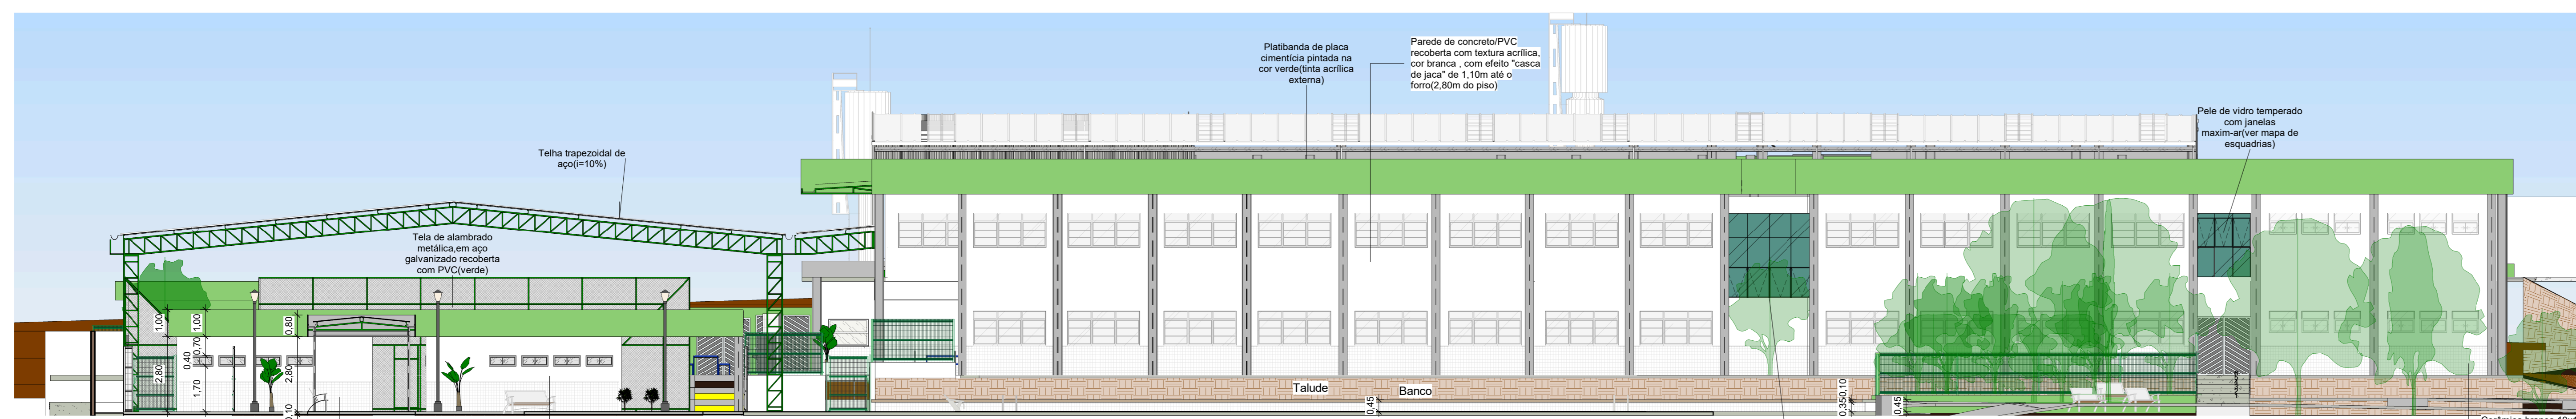 Platibanda de placa
cimentícia pintada na
cor verde(tinta acrílica
externa)
Parede de concreto/PVC
recoberta com textura acrílica,
cor branca , com efeito "casca
de jaca" de 1,10m até o
forro(2,80m do piso)
Pele de vidro temperado
com janelas
maxim-ar(ver mapa de
esquadrias)
Telha trapezoidal de
aço(i=10%)
Tela de alambrado
metálica,em aço
galvanizado recoberta
com PVC(verde)
1,00
1,00
0,80
0,70
0,40
2,80
1,70
2,80
0,10
Talude
Banco
0,45
0,10
0,35
0,45